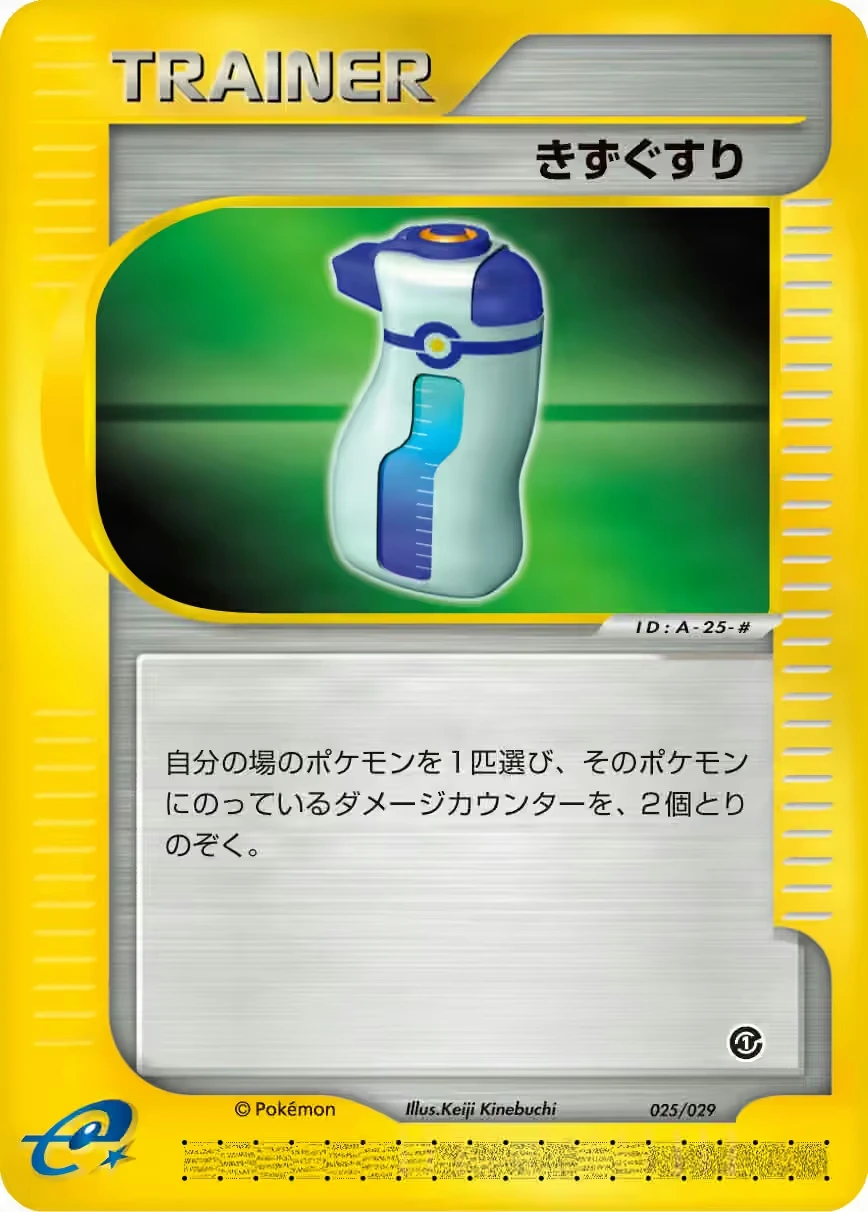 TRAINER
きずぐすり
ID:A-25-#
自分の場のポケモンを1匹選び、そのポケモン
にのっているダメージカウンターを、2個とり
のぞく。
© Pokémon Illus.Keiji Kinebuchi 025/029